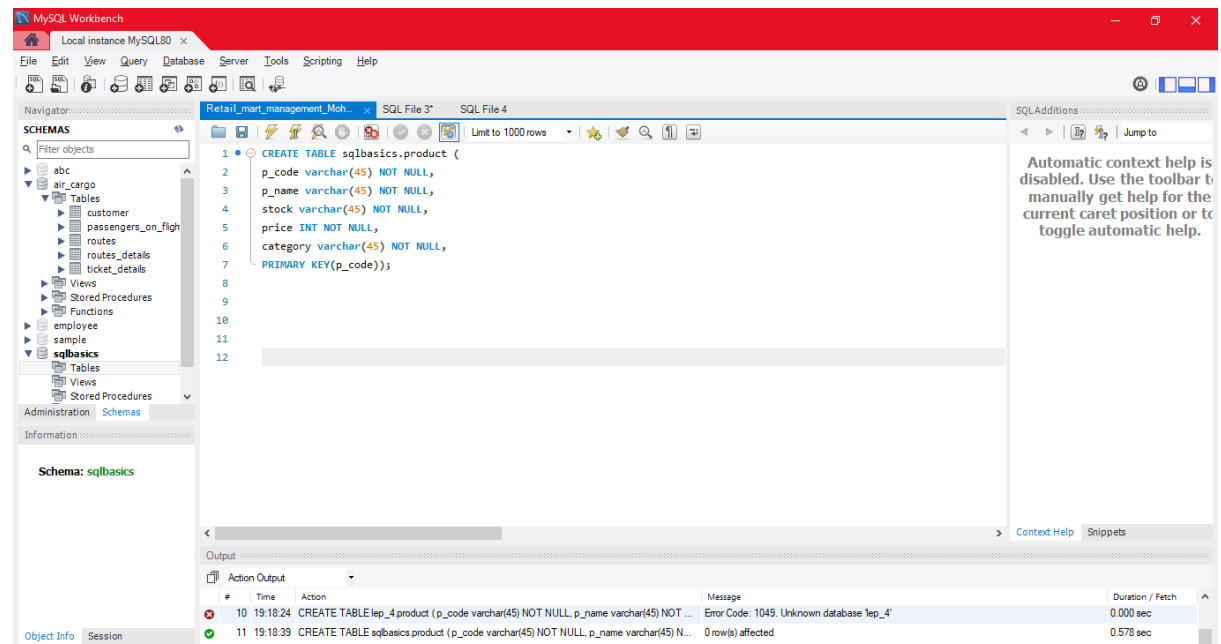 MySQL Workbench
Local instance MySQL80 ×
File Edit View Query Database Server Tools Scripting Help
Navigator
SCHEMAS
Filter objects
abc
air_cargo
Tables
customer
passengers_on_fligh
routes
routes_details
ticket_details
Views
Stored Procedures
Functions
employee
sample
sqlbasics
Tables
Views
Stored Procedures
Administration Schemas
Information
Schema: sqlbasics
Object Info Session
Retail_mart_management_Moh... × SQL File 3* SQL File 4
Limit to 1000 rows
1 CREATE TABLE sqlbasics.product (
2 p_code varchar(45) NOT NULL,
3 p_name varchar(45) NOT NULL,
4 stock varchar(45) NOT NULL,
5 price INT NOT NULL,
6 category varchar(45) NOT NULL,
7 PRIMARY KEY(p_code));
8
9
10
11
12
SQLAdditions
Jump to
Automatic context help is
disabled. Use the toolbar t
manually get help for the
current caret position or to
toggle automatic help.
Context Help Snippets
Output
Action Output
# Time Action Message Duration / Fetch
10 19:18:24 CREATE TABLE lep_4.product ( p_code varchar(45) NOT NULL, p_name varchar(45) NOT ... Error Code: 1049. Unknown database 'lep_4' 0.000 sec
11 19:18:39 CREATE TABLE sqlbasics.product ( p_code varchar(45) NOT NULL, p_name varchar(45) N... 0 row(s) affected 0.578 sec